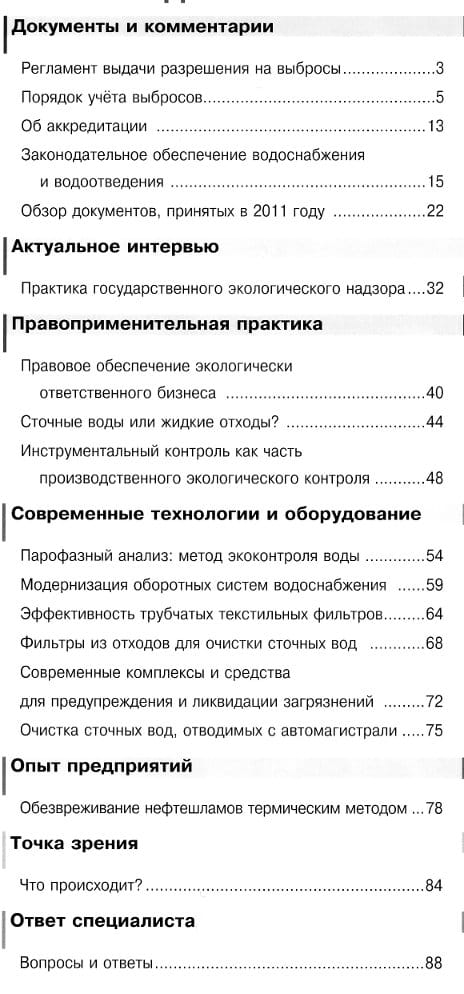 Документы и комментарии
Регламент выдачи разрешения на выбросы.....................3
Порядок учёта выбросов.....................................................5
Об аккредитации ..............................................................13
Законодательное обеспечение водоснабжения
и водоотведения ...........................................................15
Обзор документов, принятых в 2011 году .....................22
Актуальное интервью
Практика государственного экологического надзора....32
Правоприменительная практика
Правовое обеспечение экологически
ответственного бизнеса ..............................................40
Сточные воды или жидкие отходы? ................................44
Инструментальный контроль как часть
производственного экологического контроля ...........48
Современные технологии и оборудование
Парофазный анализ: метод экоконтроля воды .............54
Модернизация оборотных систем водоснабжения ......59
Эффективность трубчатых текстильных фильтров.........64
Фильтры из отходов для очистки сточных вод ............68
Современные комплексы и средства
для предупреждения и ликвидации загрязнений .........72
Очистка сточных вод, отводимых с автомагистрали .....75
Опыт предприятий
Обезвреживание нефтешламов термическим методом ...78
Точка зрения
Что происходит?................................................................84
Ответ специалиста
Вопросы и ответы..............................................................88